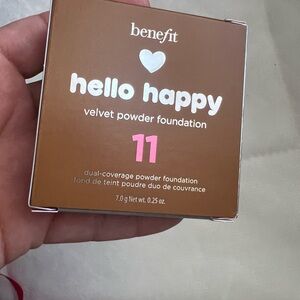 benefit
hello happy
velvet powder foundation
11
dual-coverage powder foundation
fond de teint poudre duo de couvrance
7.0 g Net wt. 0.25 oz.